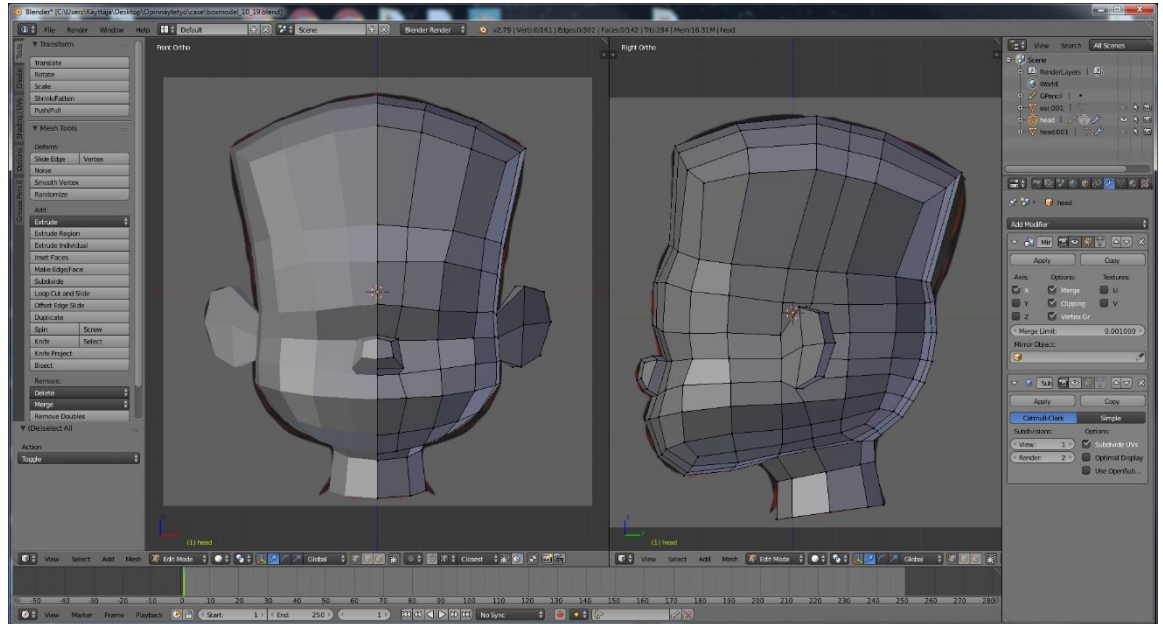 Blender* [C:\Users\Käyttäjä\Desktop\Opinnäytetyö\case\boxmodel_10_19.blend]
File Render Window Help Default Scene Blender Render v2.79 | Verts:0/161 | Edges:0/302 | Faces:0/142 | Tris:284 | Mem:16.31M | head
Tools
Create
Shading / UVs
Options
Grease Pencil
Transform
Translate
Rotate
Scale
Shrink/Fatten
Push/Pull
Mesh Tools
Deform:
Slide Edge Vertex
Noise
Smooth Vertex
Randomize
Add:
Extrude
Extrude Region
Extrude Individual
Inset Faces
Make Edge/Face
Subdivide
Loop Cut and Slide
Offset Edge Slide
Duplicate
Spin Screw
Knife Select
Knife Project
Bisect
Remove:
Delete
Merge
Remove Doubles
(De)select All
Action
Toggle
Front Ortho
(1) head
Right Ortho
(1) head
View Search All Scenes
Scene
RenderLayers
World
GPencil
ear.001
head
head.001
head
Add Modifier
Mir
Apply Copy
Axis: Options: Textures:
X Merge U
Y Clipping V
Z Vertex Gr
Merge Limit: 0.001000
Mirror Object:
Sub
Apply Copy
Catmull-Clark Simple
Subdivisions: Options:
View: 1 Subdivide UVs
Render: 2 Optimal Display
Use OpenSub...
View Select Add Mesh Edit Mode Global Closest
View Select Add Mesh Edit Mode Global
-50 -40 -30 -20 -10 0 10 20 30 40 50 60 70 80 90 100 110 120 130 140 150 160 170 180 190 200 210 220 230 240 250 260 270 280
View Marker Frame Playback Start: 1 End: 250 1 No Sync